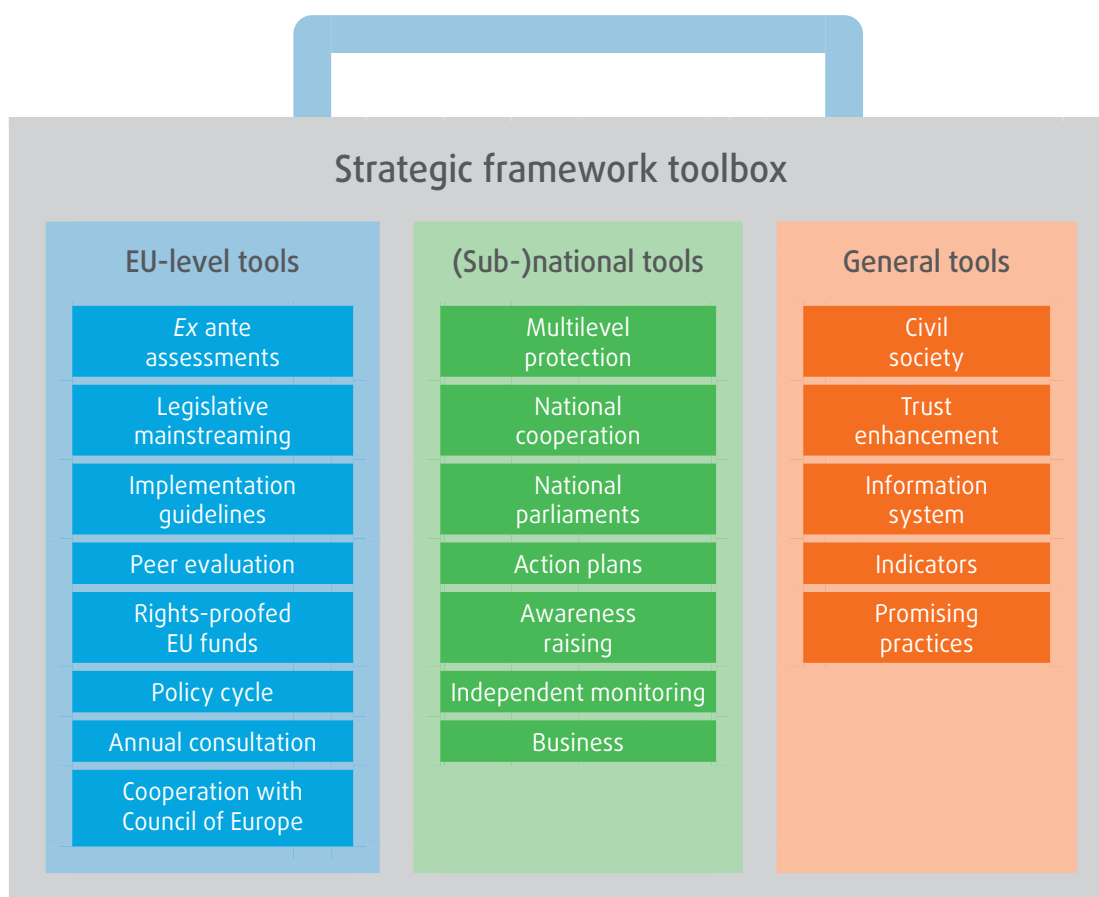 Strategic framework toolbox
EU-level tools
Ex ante
assessments
Legislative
mainstreaming
Implementation
guidelines
Peer evaluation
Rights-proofed
EU funds
Policy cycle
Annual consultation
Cooperation with
Council of Europe
(Sub-)national tools
Multilevel
protection
National
cooperation
National
parliaments
Action plans
Awareness
raising
Independent monitoring
Business
General tools
Civil
society
Trust
enhancement
Information
system
Indicators
Promising
practices